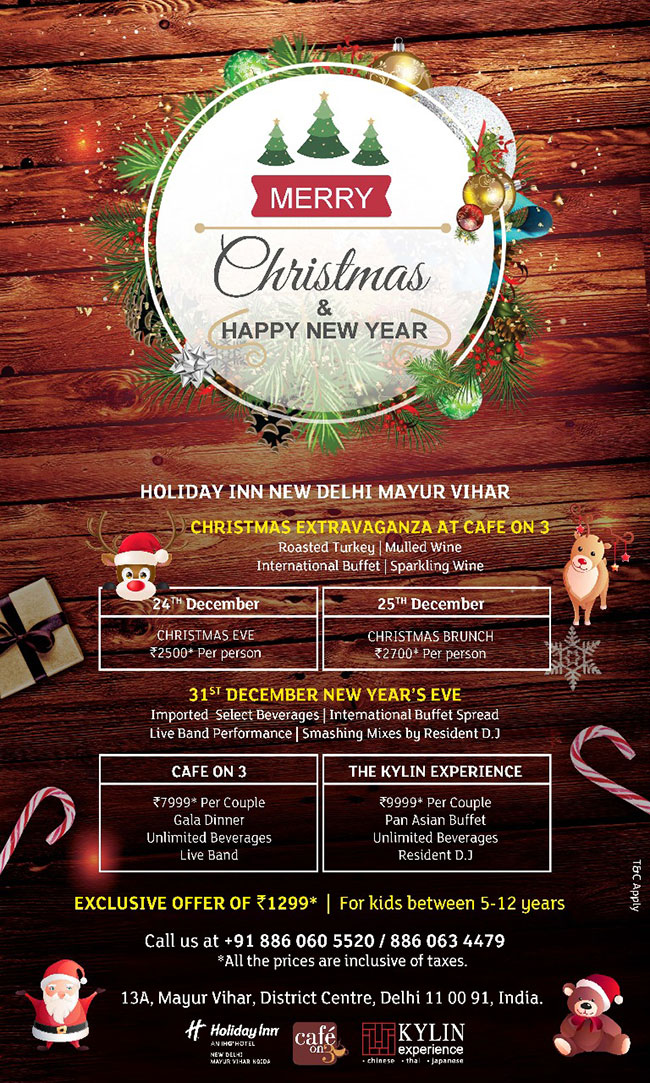 MERRY
Christmas
&
HAPPY NEW YEAR
HOLIDAY INN NEW DELHI MAYUR VIHAR
CHRISTMAS EXTRAVAGANZA AT CAFE ON 3
Roasted Turkey | Mulled Wine
International Buffet | Sparkling Wine
24TH December
CHRISTMAS EVE
₹2500* Per person
25TH December
CHRISTMAS BRUNCH
₹2700* Per person
31ST DECEMBER NEW YEAR'S EVE
Imported Select Beverages | International Buffet Spread
Live Band Performance | Smashing Mixes by Resident D.J
CAFE ON 3
₹7999* Per Couple
Gala Dinner
Unlimited Beverages
Live Band
THE KYLIN EXPERIENCE
₹9999* Per Couple
Pan Asian Buffet
Unlimited Beverages
Resident D.J
T&C Apply
EXCLUSIVE OFFER OF ₹1299* | For kids between 5-12 years
Call us at +91 886 060 5520 / 886 063 4479
*All the prices are inclusive of taxes.
13A, Mayur Vihar, District Centre, Delhi 11 00 91, India.
H Holiday Inn
AN IHG® HOTEL
NEW DELHI
MAYUR VIHAR NOIDA
café
on 3
KYLIN
experience
• chinese • thai • japanese